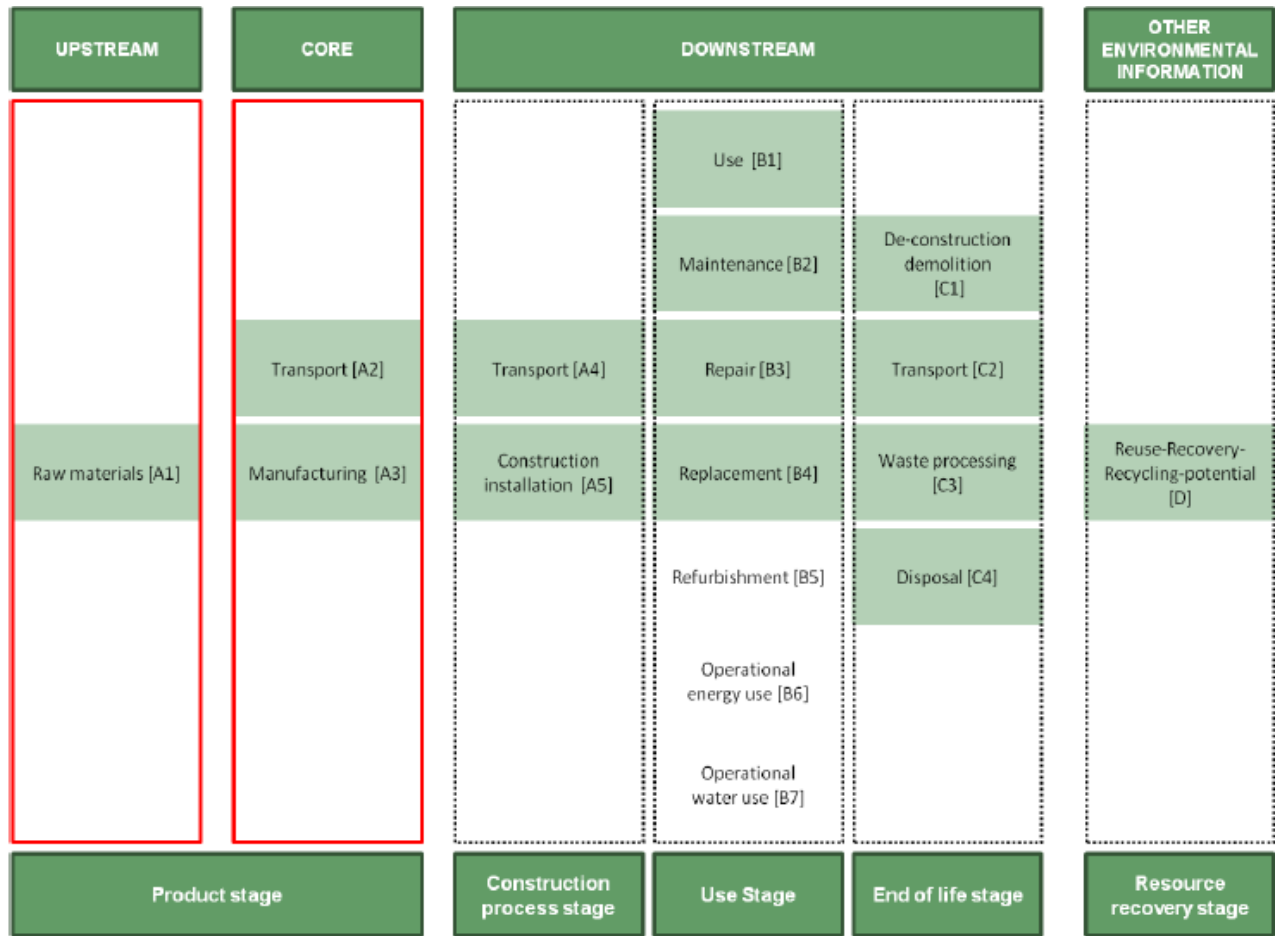 UPSTREAM
CORE
DOWNSTREAM
OTHER
ENVIRONMENTAL
INFORMATION
Use [B1]
Maintenance [B2]
De-construction
demolition
[C1]
Transport [A2]
Transport [A4]
Repair [B3]
Transport [C2]
Raw materials [A1]
Manufacturing [A3]
Construction
installation [A5]
Replacement [B4]
Waste processing
[C3]
Reuse-Recovery-
Recycling-potential
[D]
Refurbishment [B5]
Disposal [C4]
Operational
energy use [B6]
Operational
water use [B7]
Product stage
Construction
process stage
Use Stage
End of life stage
Resource
recovery stage